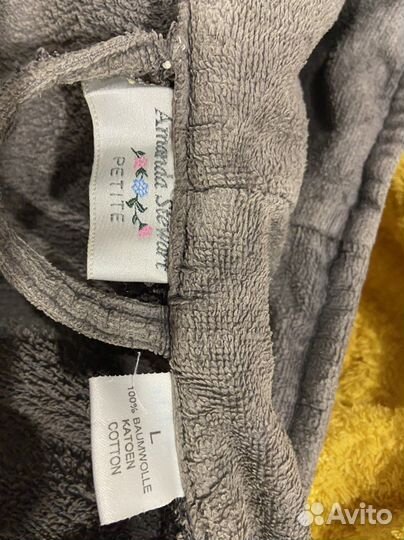 Amanda Stewart
PETITE
L
100% BAUMWOLLE
KATOEN
COTTON
Avito